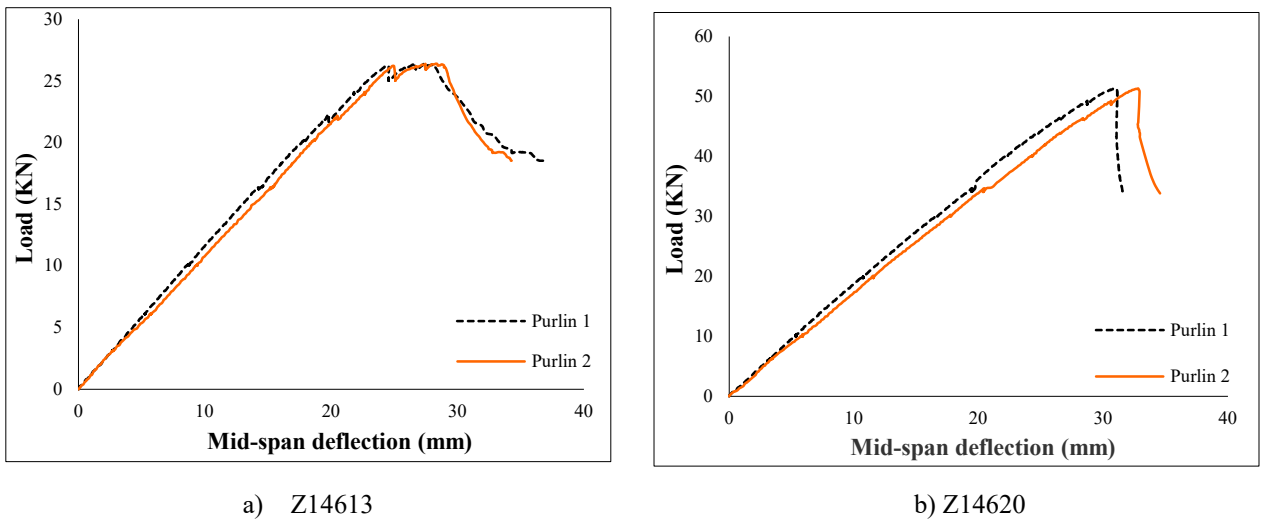 30
25
20
15
10
5
0
Load (KN)
0 10 20 30 40
Mid-span deflection (mm)
Purlin 1
Purlin 2
a) Z14613
60
50
40
30
20
10
0
Load (KN)
0 10 20 30 40
Mid-span deflection (mm)
Purlin 1
Purlin 2
b) Z14620